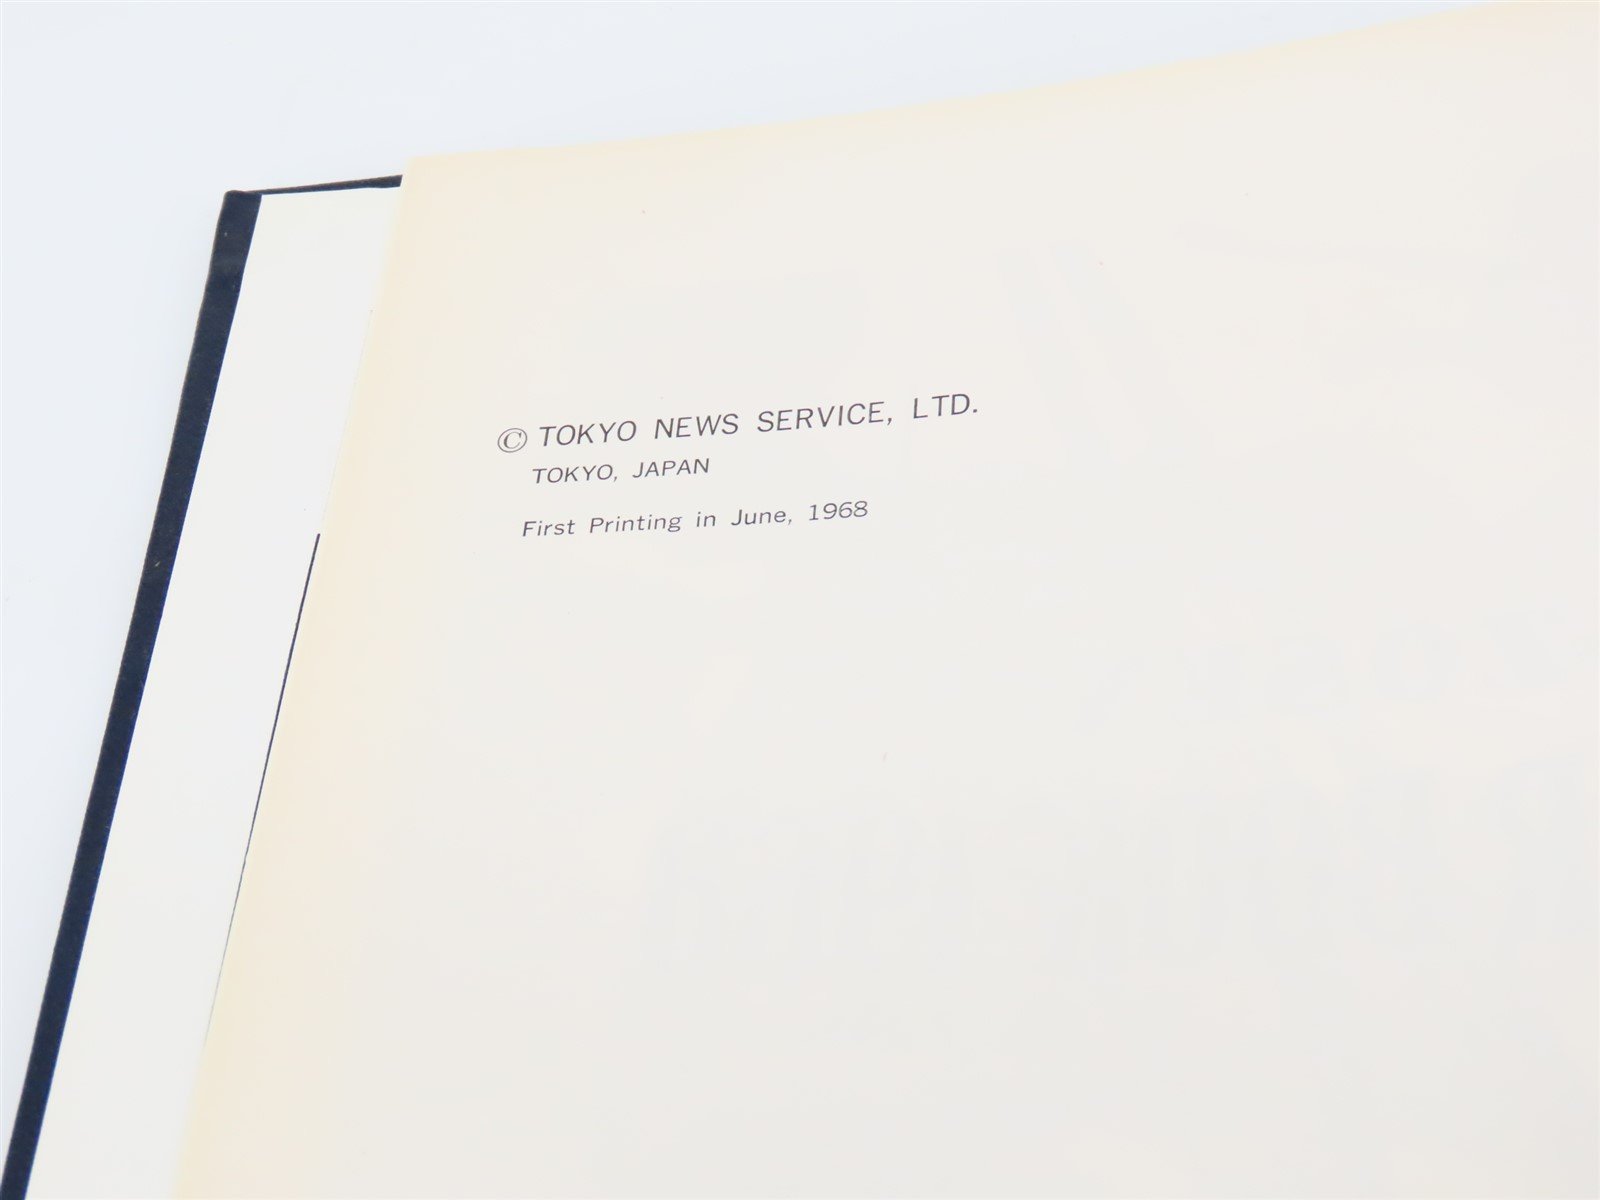 © TOKYO NEWS SERVICE, LTD.
TOKYO, JAPAN
First Printing in June, 1968